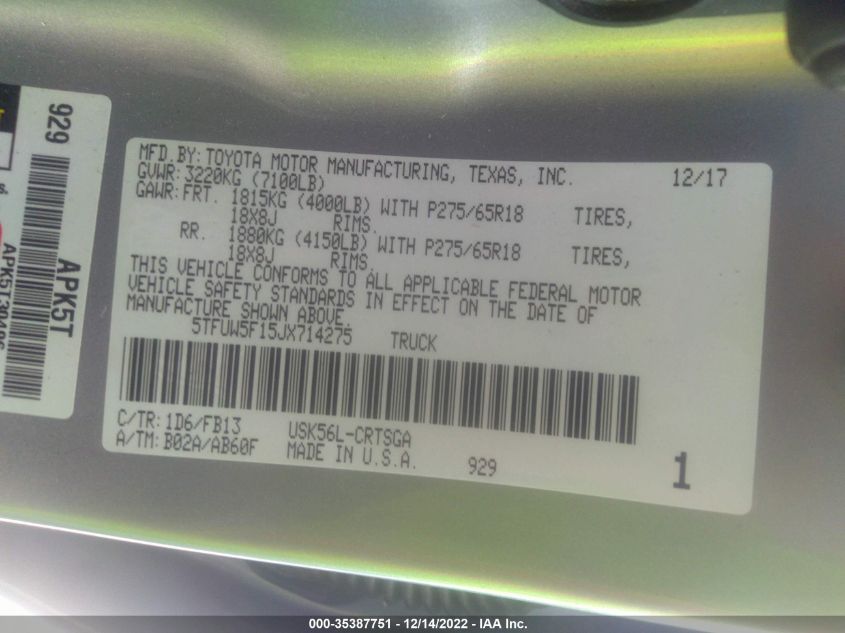 929
APK5T
MFD.BY: TOYOTA MOTOR MANUFACTURING, TEXAS, INC. 12/17
GVWR: 3220KG (7100LB)
GAWR: FRT. 1815KG (4000LB) WITH P275/65R18 TIRES,
18X8J RIMS.
RR. 1880KG (4150LB) WITH P275/65R18 TIRES,
18X8J RIMS.
THIS VEHICLE CONFORMS TO ALL APPLICABLE FEDERAL MOTOR
VEHICLE SAFETY STANDARDS IN EFFECT ON THE DATE OF
MANUFACTURE SHOWN ABOVE.
5TFUW5F15JX714275 TRUCK
C/TR: 1D6/FB13 USK56L-CRTSGA
A/TM: B02A/AB60F MADE IN U.S.A. 929 1
000-35387751 - 12/14/2022 - IAA Inc.